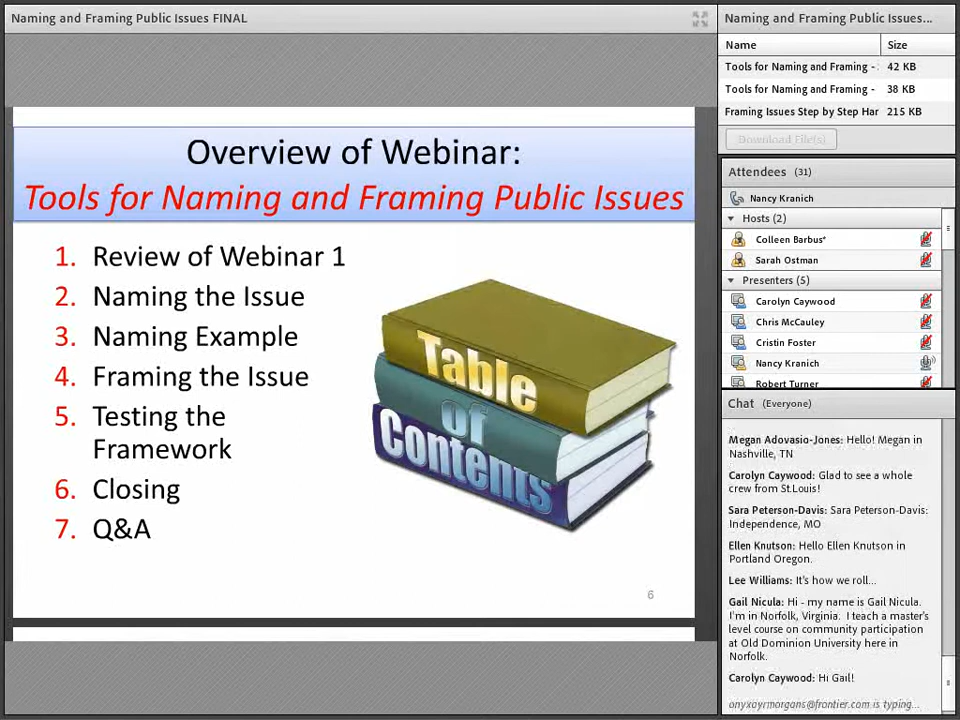 Naming and Framing Public Issues FINAL
Overview of Webinar:
Tools for Naming and Framing Public Issues
1. Review of Webinar 1
2. Naming the Issue
3. Naming Example
4. Framing the Issue
5. Testing the
Framework
6. Closing
7. Q&A
Table
of
Contents
6
Naming and Framing Public Issues...
Name Size
Tools for Naming and Framing - 42 KB
Tools for Naming and Framing - 38 KB
Framing Issues Step by Step Har 215 KB
Download File(s)
Attendees (31)
Nancy Kranich
Hosts (2)
Colleen Barbus*
Sarah Ostman
Presenters (5)
Carolyn Caywood
Chris McCauley
Cristin Foster
Nancy Kranich
Robert Turner
Chat (Everyone)
Megan Adovasio-Jones: Hello! Megan in
Nashville, TN
Carolyn Caywood: Glad to see a whole
crew from St.Louis!
Sara Peterson-Davis: Sara Peterson-Davis:
Independence, MO
Ellen Knutson: Hello Ellen Knutson in
Portland Oregon.
Lee Williams: It's how we roll...
Gail Nicula: Hi - my name is Gail Nicula.
I'm in Norfolk, Virginia. I teach a master's
level course on community participation
at Old Dominion University here in
Norfolk.
Carolyn Caywood: Hi Gail!
onyxayrmorgans@frontier.com is typing...